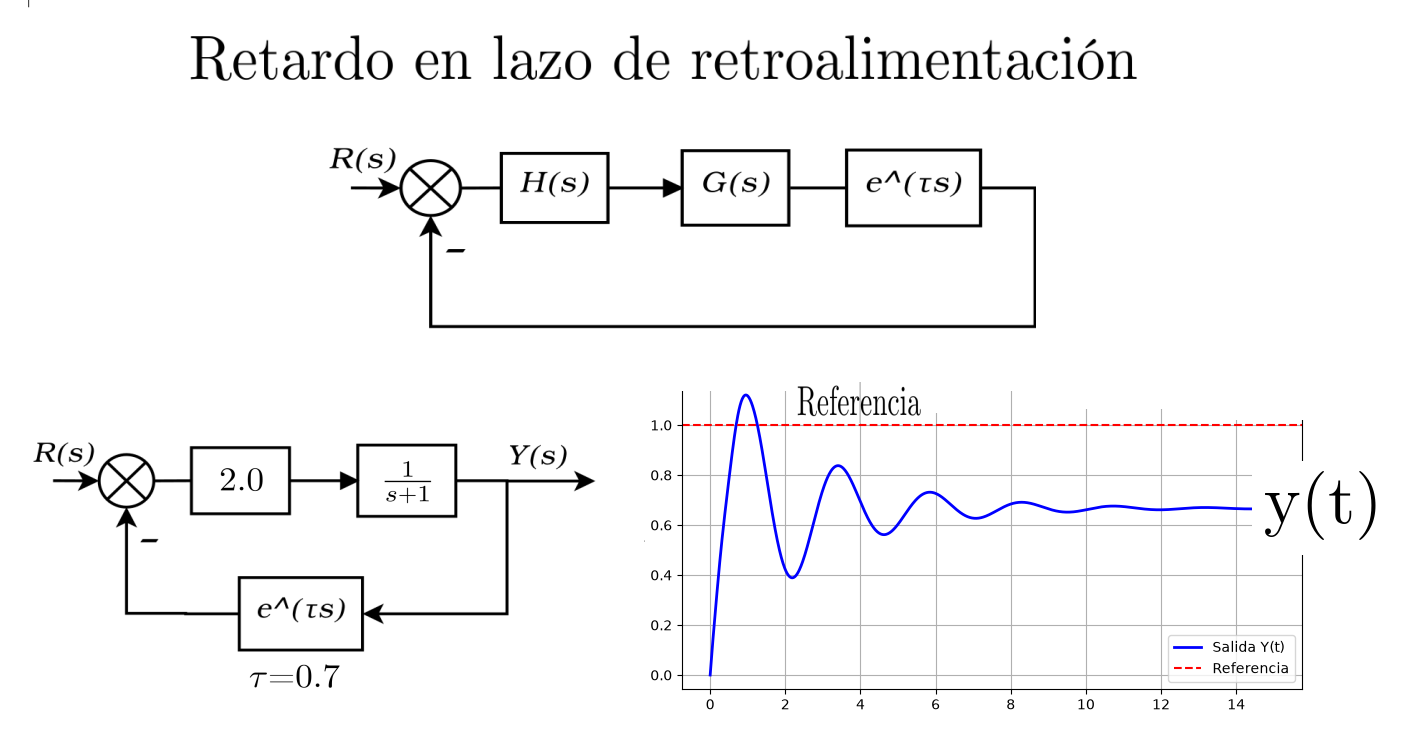 Retardo en lazo de retroalimentación
R(s)
H(s)
G(s)
e^(τs)
–
R(s)
2.0
1
s+1
Y(s)
–
e^(τs)
τ=0.7
Referencia
1.0
0.8
0.6
0.4
0.2
0.0
y(t)
Salida Y(t)
Referencia
0 2 4 6 8 10 12 14